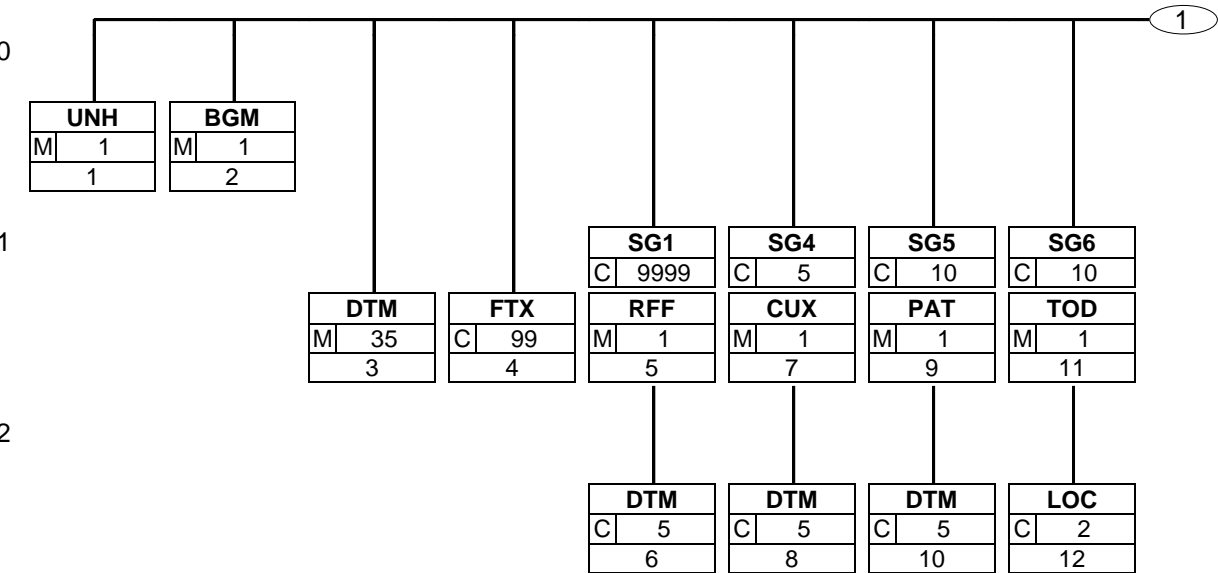 1
0
UNH BGM
M 1 M 1
1 2
1
SG1 SG4 SG5 SG6
C 9999 C 5 C 10 C 10
DTM FTX RFF CUX PAT TOD
M 35 C 99 M 1 M 1 M 1 M 1
3 4 5 7 9 11
2
DTM DTM DTM LOC
C 5 C 5 C 5 C 2
6 8 10 12